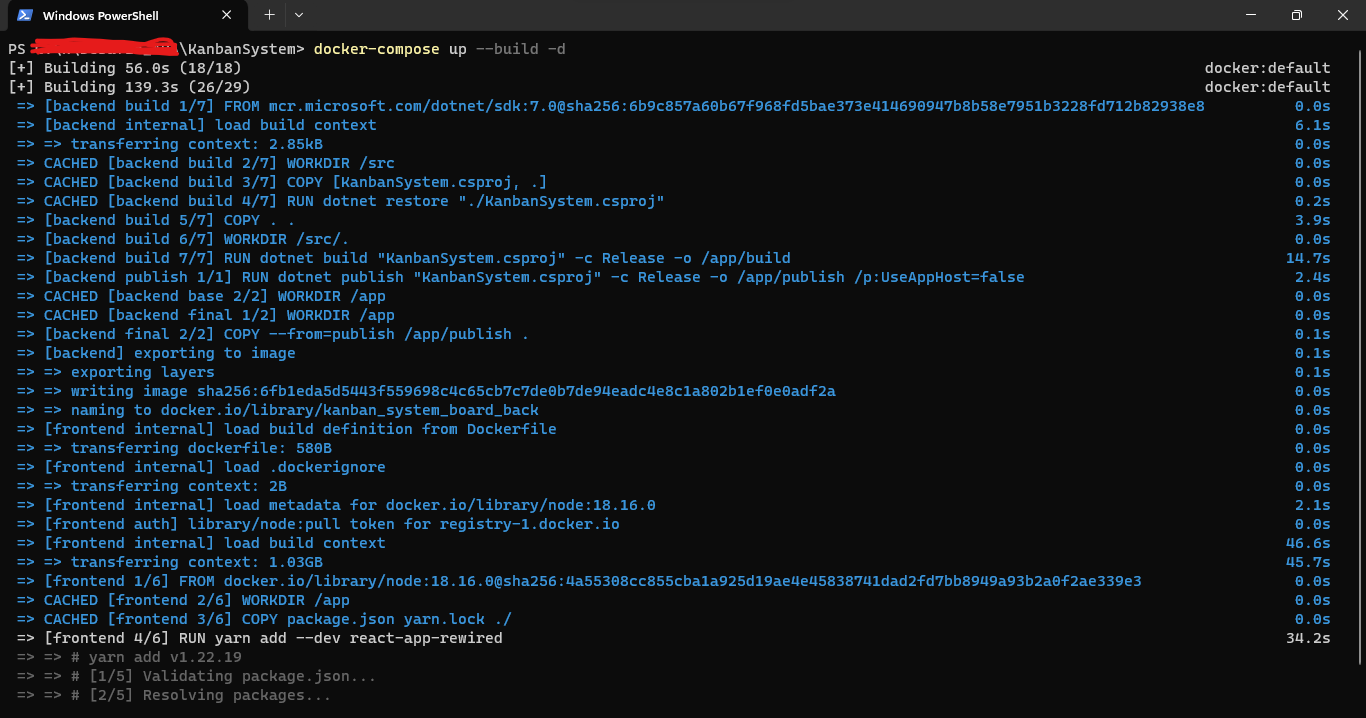 Windows PowerShell
PS \KanbanSystem> docker-compose up --build -d
[+] Building 56.0s (18/18) docker:default
[+] Building 139.3s (26/29) docker:default
=> [backend build 1/7] FROM mcr.microsoft.com/dotnet/sdk:7.0@sha256:6b9c857a60b67f968fd5bae373e414690947b8b58e7951b3228fd712b82938e8 0.0s
=> [backend internal] load build context 6.1s
=> => transferring context: 2.85kB 0.0s
=> CACHED [backend build 2/7] WORKDIR /src 0.0s
=> CACHED [backend build 3/7] COPY [KanbanSystem.csproj, .] 0.0s
=> CACHED [backend build 4/7] RUN dotnet restore "./KanbanSystem.csproj" 0.2s
=> [backend build 5/7] COPY . . 3.9s
=> [backend build 6/7] WORKDIR /src/. 0.0s
=> [backend build 7/7] RUN dotnet build "KanbanSystem.csproj" -c Release -o /app/build 14.7s
=> [backend publish 1/1] RUN dotnet publish "KanbanSystem.csproj" -c Release -o /app/publish /p:UseAppHost=false 2.4s
=> CACHED [backend base 2/2] WORKDIR /app 0.0s
=> CACHED [backend final 1/2] WORKDIR /app 0.0s
=> [backend final 2/2] COPY --from=publish /app/publish . 0.1s
=> [backend] exporting to image 0.1s
=> => exporting layers 0.1s
=> => writing image sha256:6fb1eda5d5443f559698c4c65cb7c7de0b7de94eadc4e8c1a802b1ef0e0adf2a 0.0s
=> => naming to docker.io/library/kanban_system_board_back 0.0s
=> [frontend internal] load build definition from Dockerfile 0.0s
=> => transferring dockerfile: 580B 0.0s
=> [frontend internal] load .dockerignore 0.0s
=> => transferring context: 2B 0.0s
=> [frontend internal] load metadata for docker.io/library/node:18.16.0 2.1s
=> [frontend auth] library/node:pull token for registry-1.docker.io 0.0s
=> [frontend internal] load build context 46.6s
=> => transferring context: 1.03GB 45.7s
=> [frontend 1/6] FROM docker.io/library/node:18.16.0@sha256:4a55308cc855cba1a925d19ae4e45838741dad2fd7bb8949a93b2a0f2ae339e3 0.0s
=> CACHED [frontend 2/6] WORKDIR /app 0.0s
=> CACHED [frontend 3/6] COPY package.json yarn.lock ./ 0.0s
=> [frontend 4/6] RUN yarn add --dev react-app-rewired 34.2s
=> => # yarn add v1.22.19
=> => # [1/5] Validating package.json...
=> => # [2/5] Resolving packages...